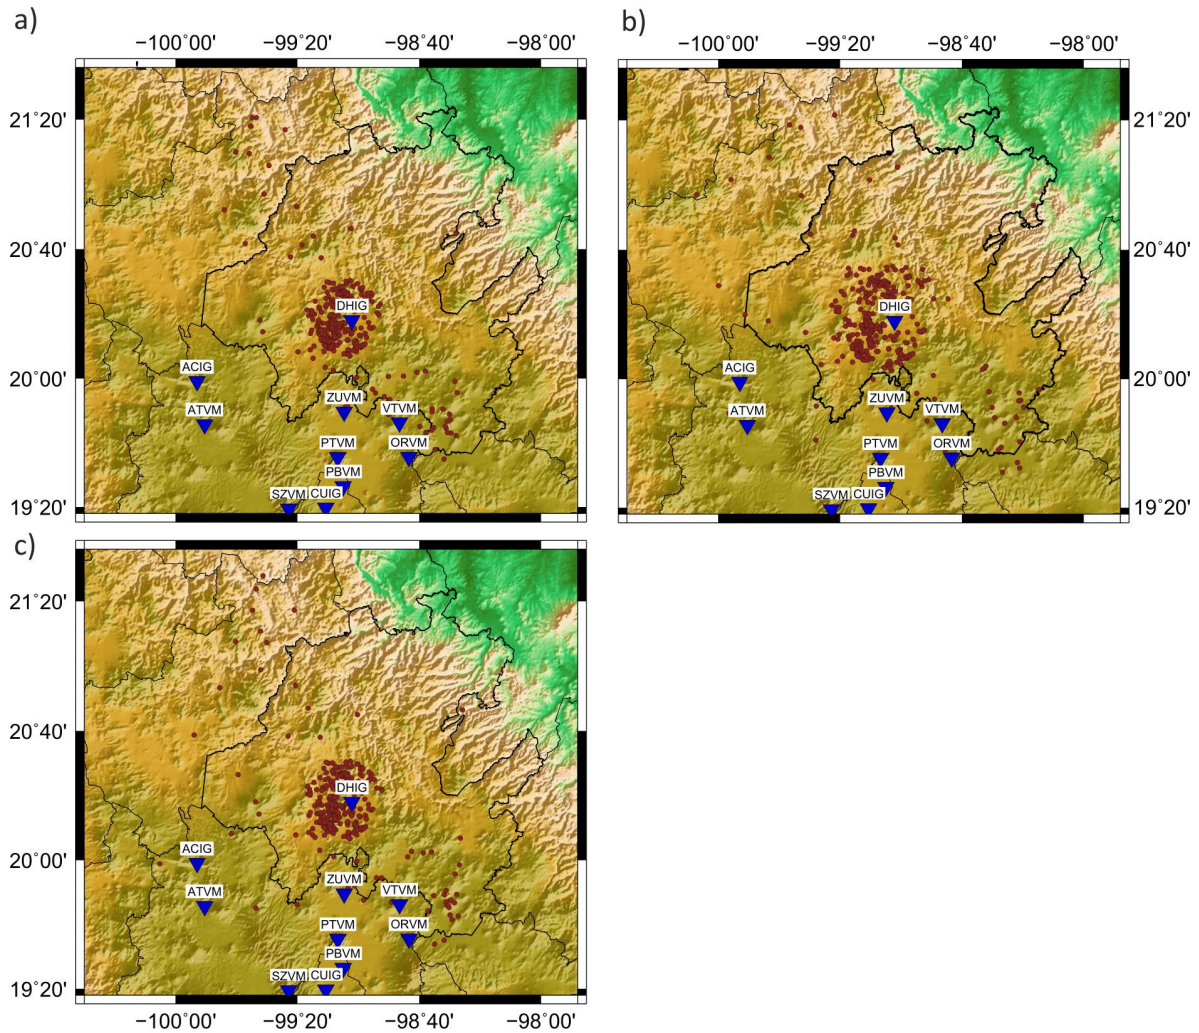 a)
−100°00' −99°20' −98°40' −98°00'
b)
−100°00' −99°20' −98°40' −98°00'
21°20'
21°20'
20°40'
20°40'
DHIG
DHIG
20°00'
20°00'
ACIG
ACIG
ATVM
ZUVM
VTVM
ATVM
ZUVM
VTVM
PTVM
ORVM
PTVM
ORVM
PBVM
PBVM
SZVM CUIG
SZVM CUIG
19°20'
19°20'
c)
21°20'
20°40'
DHIG
20°00'
ACIG
ATVM
ZUVM
VTVM
PTVM
ORVM
PBVM
SZVM CUIG
19°20'
−100°00' −99°20' −98°40' −98°00'